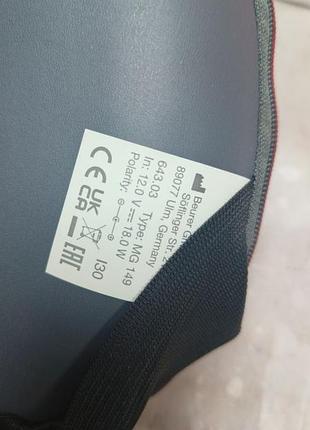 Beurer G
Söflinger Str. 2
89077 Ulm, Germany
643.03 Type: MG 149
In: 12.0 V 18.0 W
Polarity:
CE UK CA EAC I30